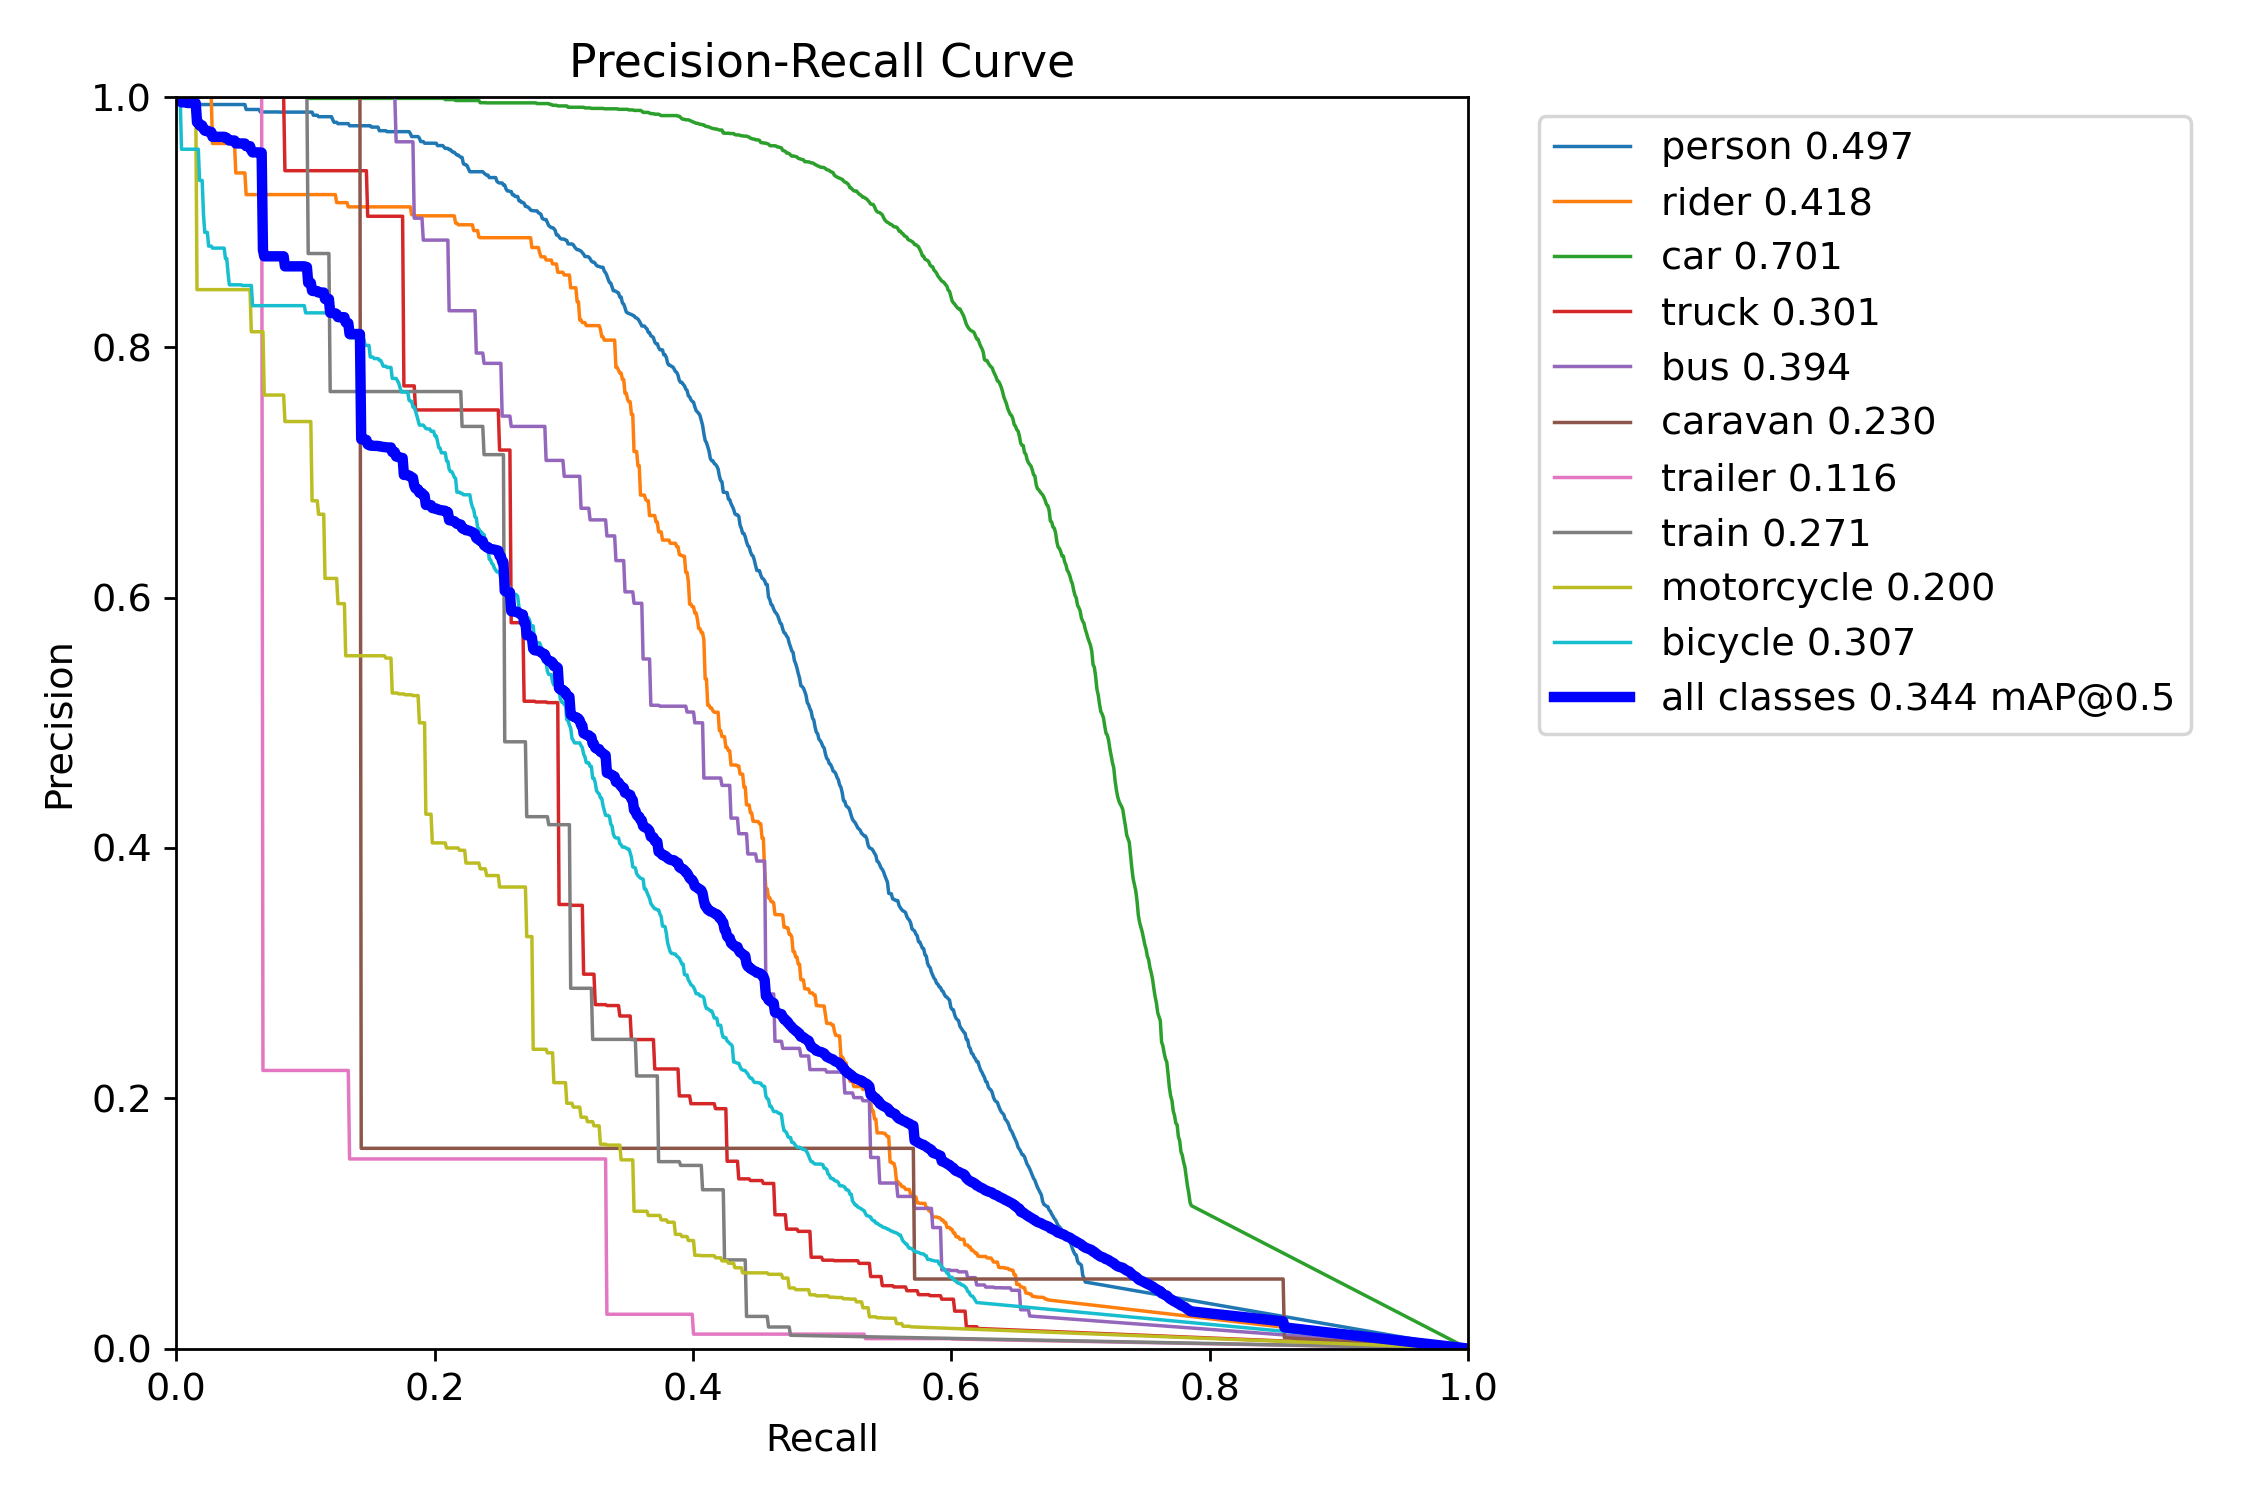 Precision-Recall Curve
1.0
0.8
0.6
0.4
0.2
0.0
Precision
0.0 0.2 0.4 0.6 0.8 1.0
Recall
person 0.497
rider 0.418
car 0.701
truck 0.301
bus 0.394
caravan 0.230
trailer 0.116
train 0.271
motorcycle 0.200
bicycle 0.307
all classes 0.344 mAP@0.5